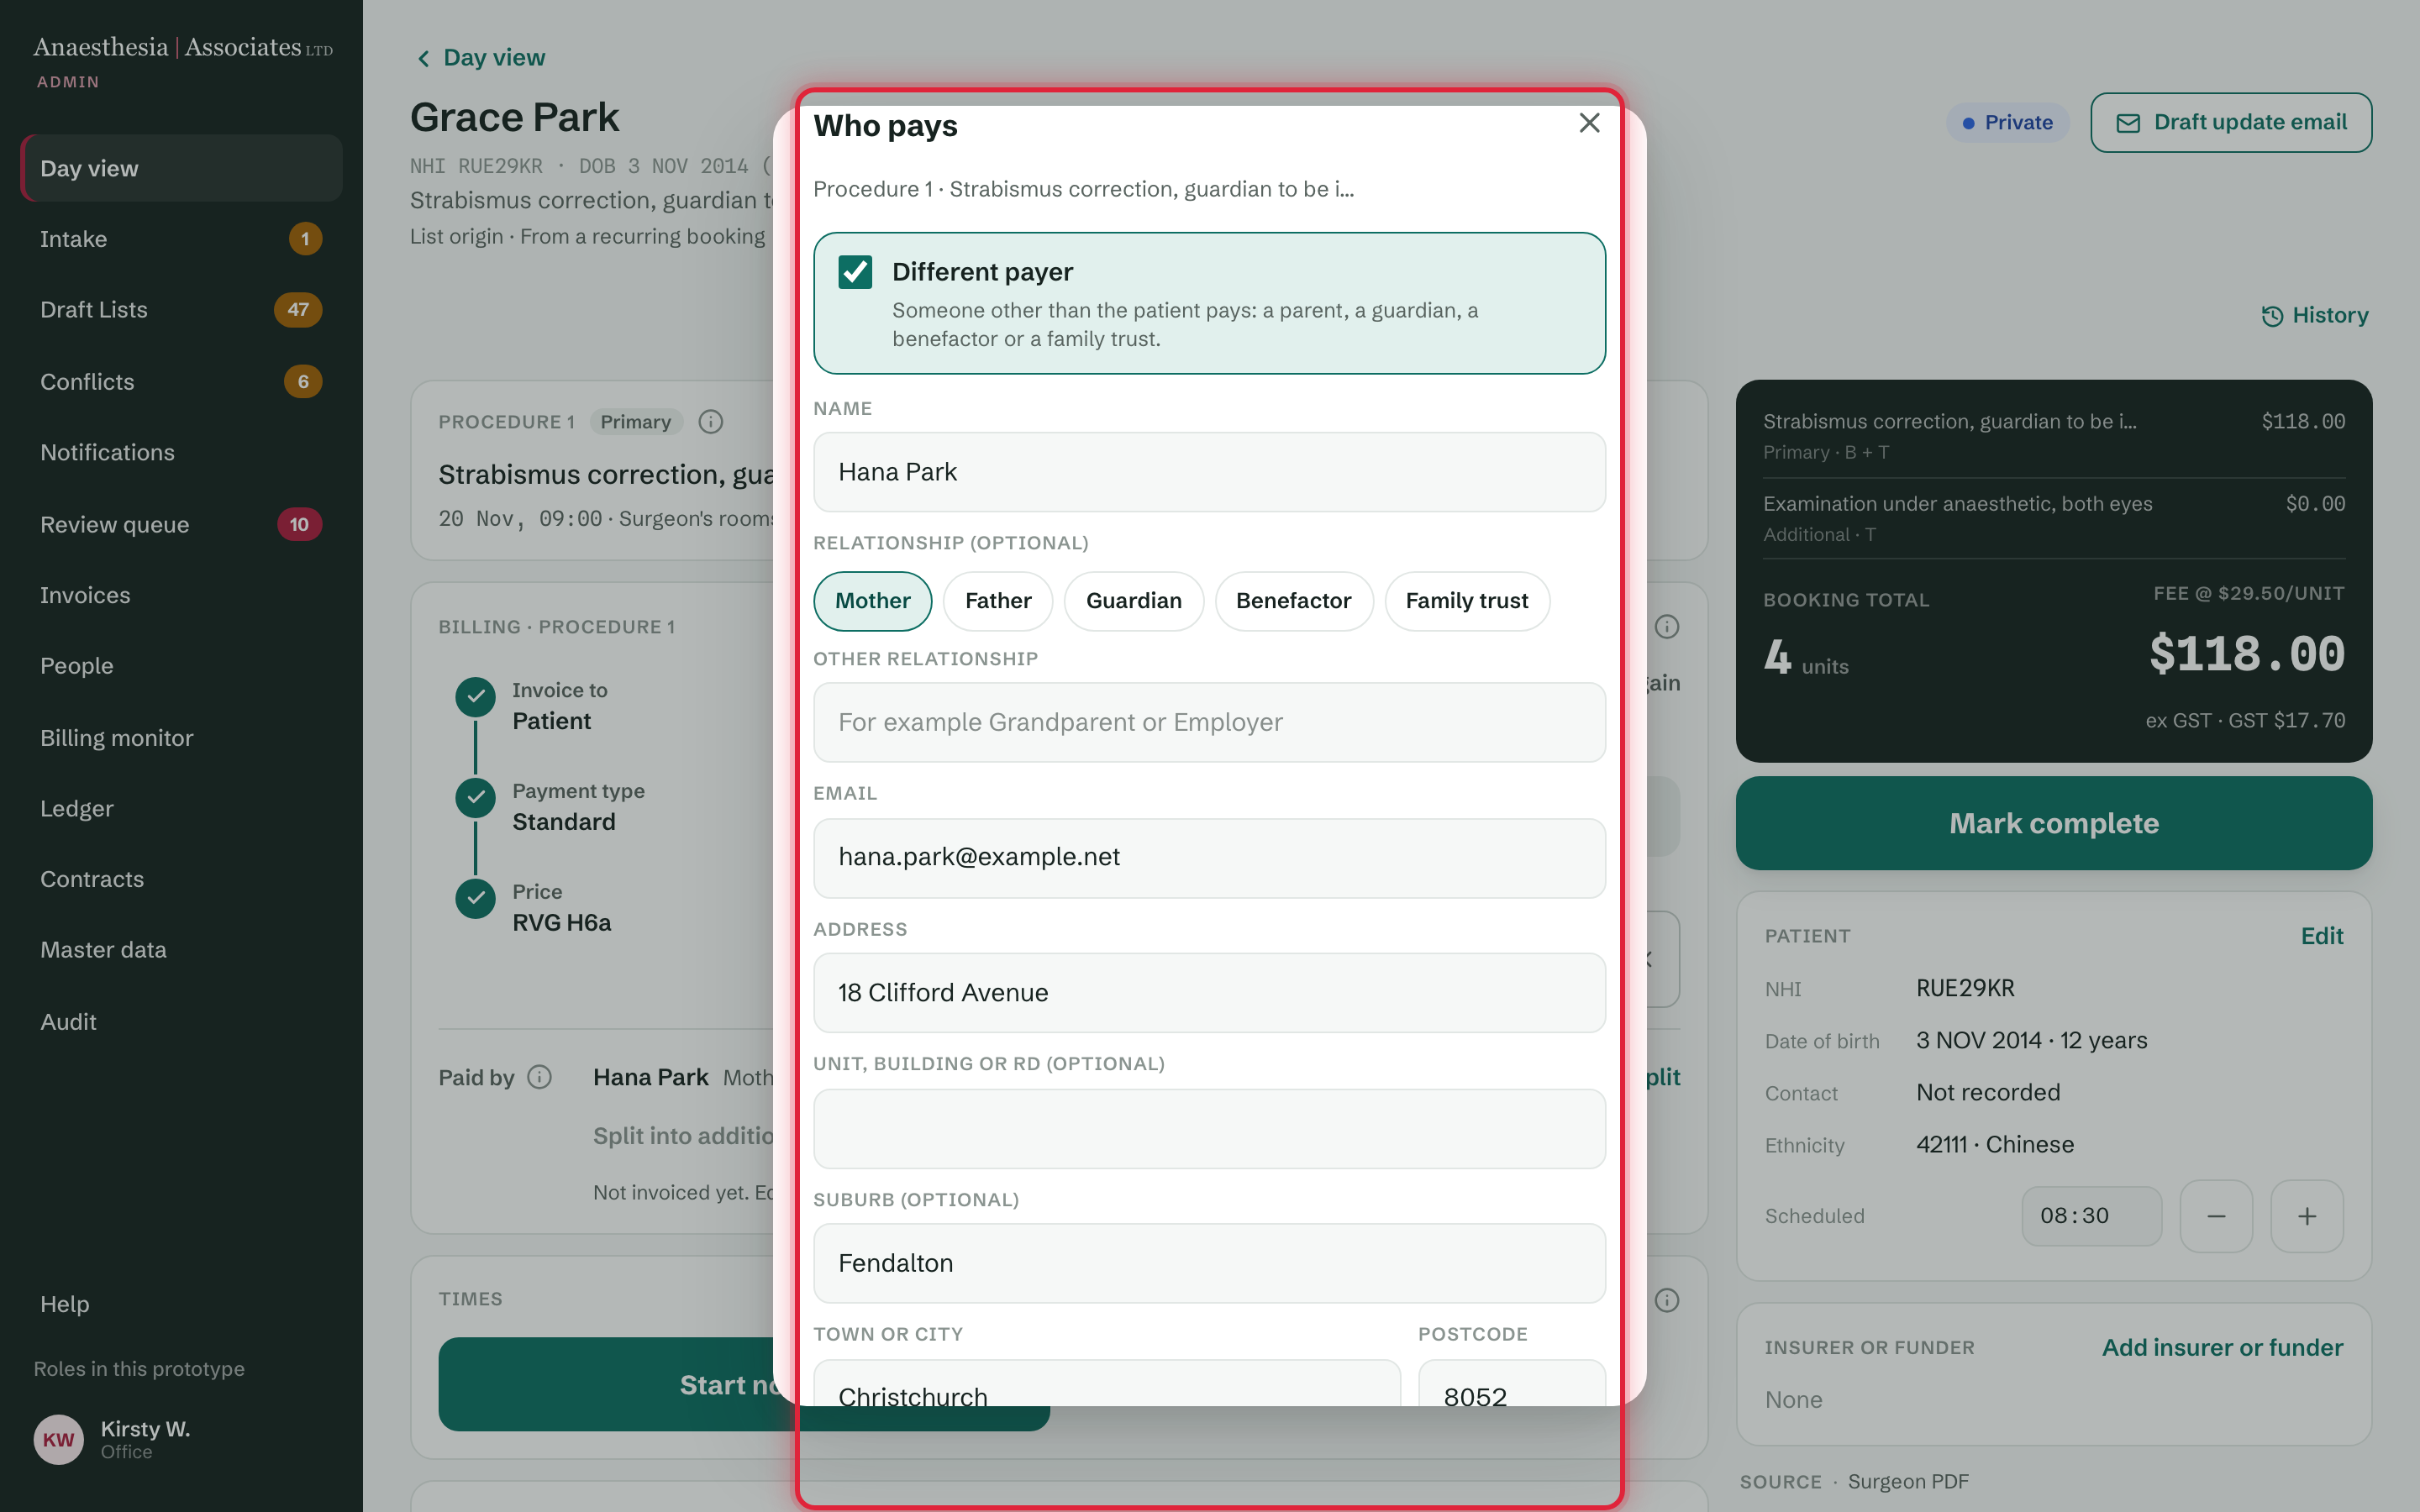 Anaesthesia | Associates LTD
ADMIN
Day view
Intake 1
Draft Lists 47
Conflicts 6
Notifications
Review queue 10
Invoices
People
Billing monitor
Ledger
Contracts
Master data
Audit
Help
Roles in this prototype
KW
Kirsty W.
Office
Day view
Grace Park
NHI RUE29KR · DOB 3 NOV 2014 (
Strabismus correction, guardian t
List origin · From a recurring booking
Private
Draft update email
History
PROCEDURE 1 Primary
Strabismus correction, gua
20 Nov, 09:00 · Surgeon's rooms
BILLING · PROCEDURE 1
Invoice to
Patient
Payment type
Standard
Price
RVG H6a
gain
Paid by Hana Park Moth
plit
Split into additio
Not invoiced yet. Ed
TIMES
Start no
Who pays
Procedure 1 · Strabismus correction, guardian to be i...
Different payer
Someone other than the patient pays: a parent, a guardian, a
benefactor or a family trust.
NAME
Hana Park
RELATIONSHIP (OPTIONAL)
Mother Father Guardian Benefactor Family trust
OTHER RELATIONSHIP
For example Grandparent or Employer
EMAIL
hana.park@example.net
ADDRESS
18 Clifford Avenue
UNIT, BUILDING OR RD (OPTIONAL)
SUBURB (OPTIONAL)
Fendalton
TOWN OR CITY POSTCODE
Christchurch 8052
Strabismus correction, guardian to be i... $118.00
Primary · B + T
Examination under anaesthetic, both eyes $0.00
Additional · T
BOOKING TOTAL FEE @ $29.50/UNIT
4 units $118.00
ex GST · GST $17.70
Mark complete
PATIENT Edit
NHI RUE29KR
Date of birth 3 NOV 2014 · 12 years
Contact Not recorded
Ethnicity 42111 · Chinese
Scheduled 08:30 − +
INSURER OR FUNDER Add insurer or funder
None
SOURCE · Surgeon PDF